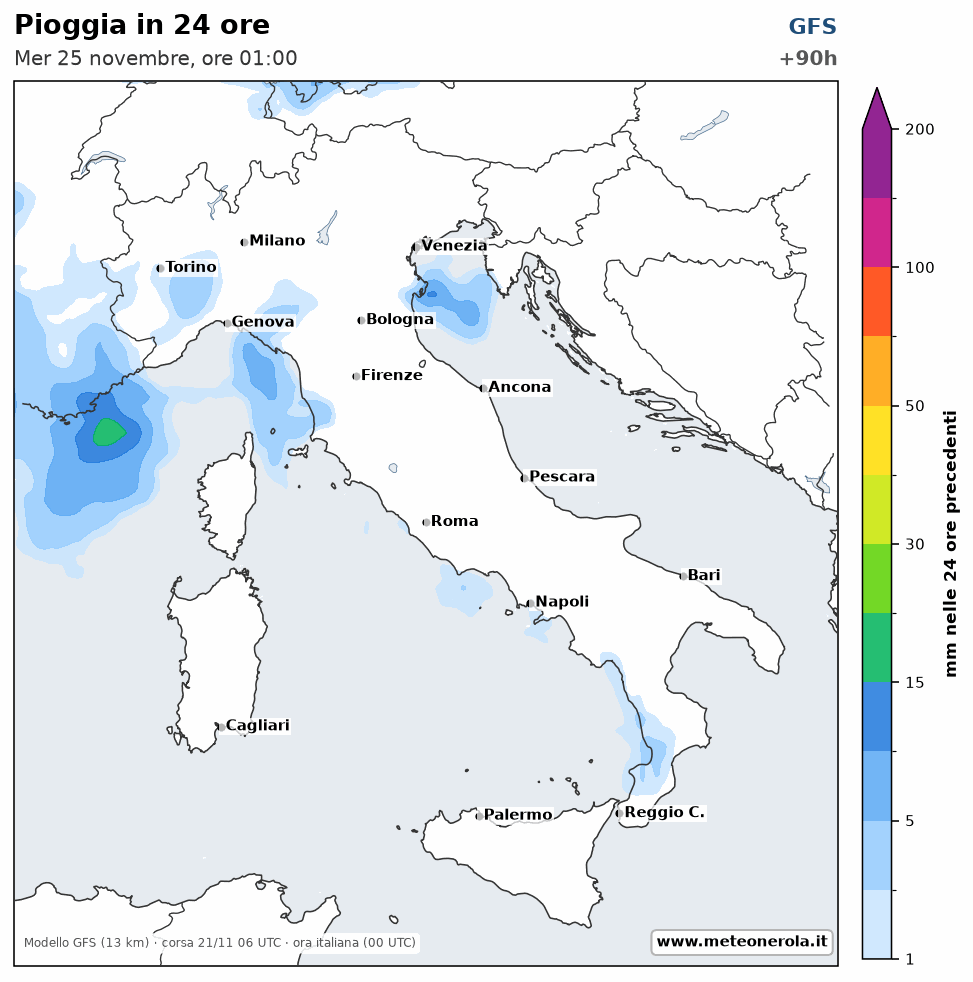 Pioggia in 24 ore
GFS
Mer 25 novembre, ore 01:00
+90h
200
100
50
30
15
5
1
mm nelle 24 ore precedenti
Milano
Venezia
Torino
Genova
Bologna
Firenze
Ancona
Pescara
Roma
Bari
Napoli
Cagliari
Palermo
Reggio C.
Modello GFS (13 km) · corsa 21/11 06 UTC · ora italiana (00 UTC)
www.meteonerola.it